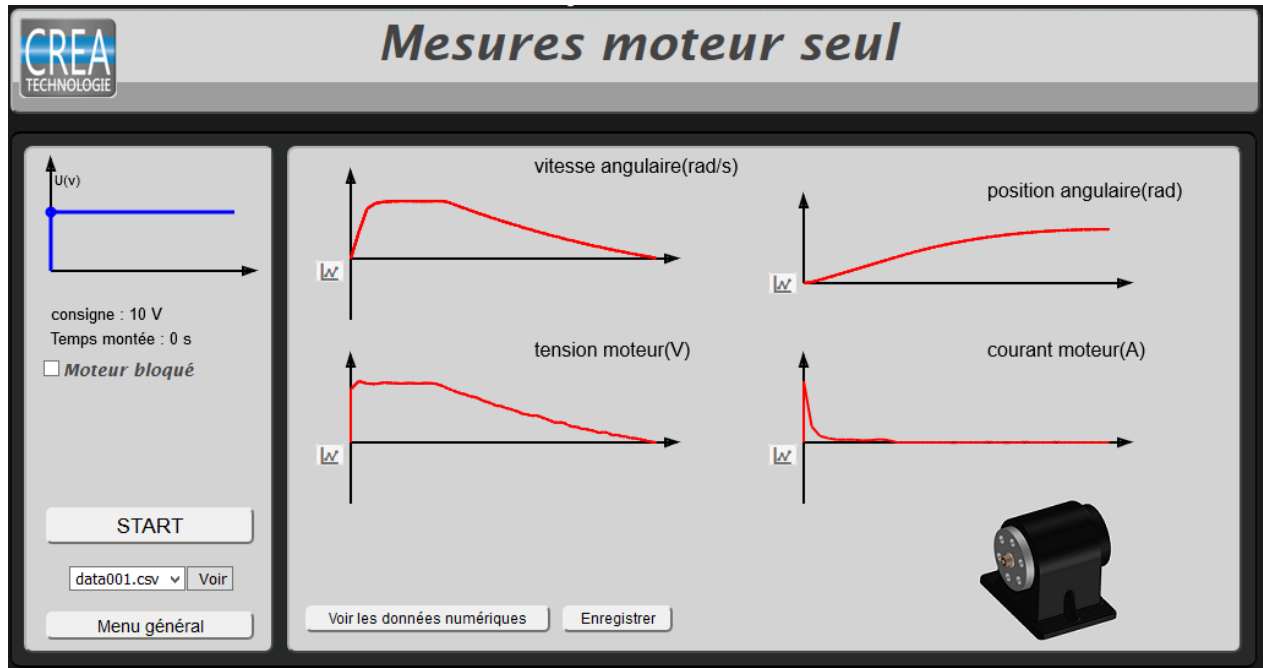 CREA
TECHNOLOGIE
Mesures moteur seul
U(v)
consigne : 10 V
Temps montée : 0 s
Moteur bloqué
START
data001.csv
Voir
Menu général
vitesse angulaire(rad/s)
position angulaire(rad)
tension moteur(V)
courant moteur(A)
Voir les données numériques
Enregistrer